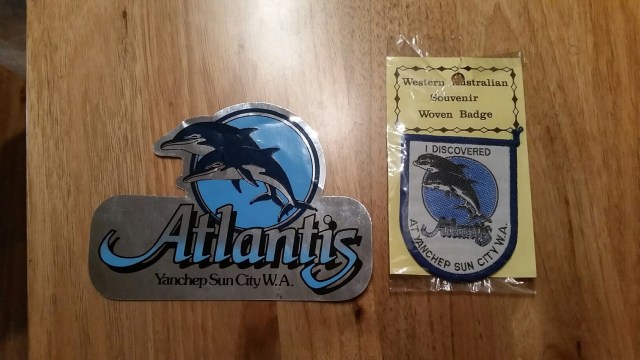 Atlantis
Yanchep Sun City W.A.
Western Australian
Souvenir
Woven Badge
I DISCOVERED
Atlantis
AT YANCHEP SUN CITY W.A.